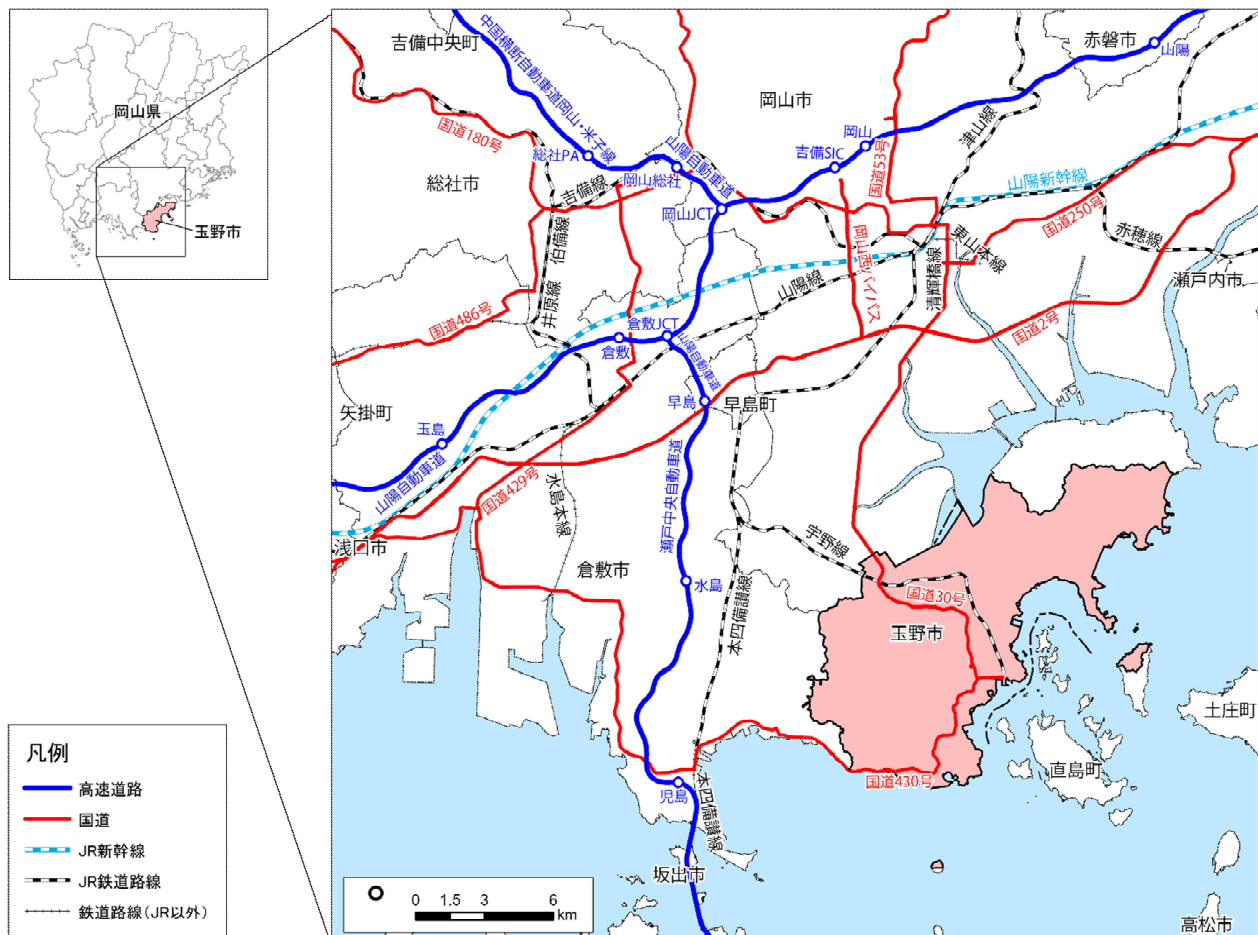 岡山県
玉野市
凡例
高速道路
国道
JR新幹線
JR鉄道路線
鉄道路線(JR以外)
吉備中央町
中国横断自動車道岡山・米子線
赤磐市
山陽
岡山市
国道180号
総社PA
山陽自動車道
岡山総社
吉備SIC
岡山
国道53号
津山線
総社市
吉備線
岡山JCT
山陽新幹線
国道250号
赤穂線
伯備線
岡山西バイパス
清輝橋線
東山本線
瀬戸内市
井原線
山陽線
国道486号
倉敷JCT
倉敷
山陽自動車道
国道2号
矢掛町
早島
早島町
玉島
山陽自動車道
国道429号
水島本線
瀬戸中央自動車道
宇野線
浅口市
倉敷市
水島
本四備讃線
国道30号
玉野市
土庄町
直島町
国道430号
児島
本四備讃線
坂出市
高松市
0 1.5 3 6
km